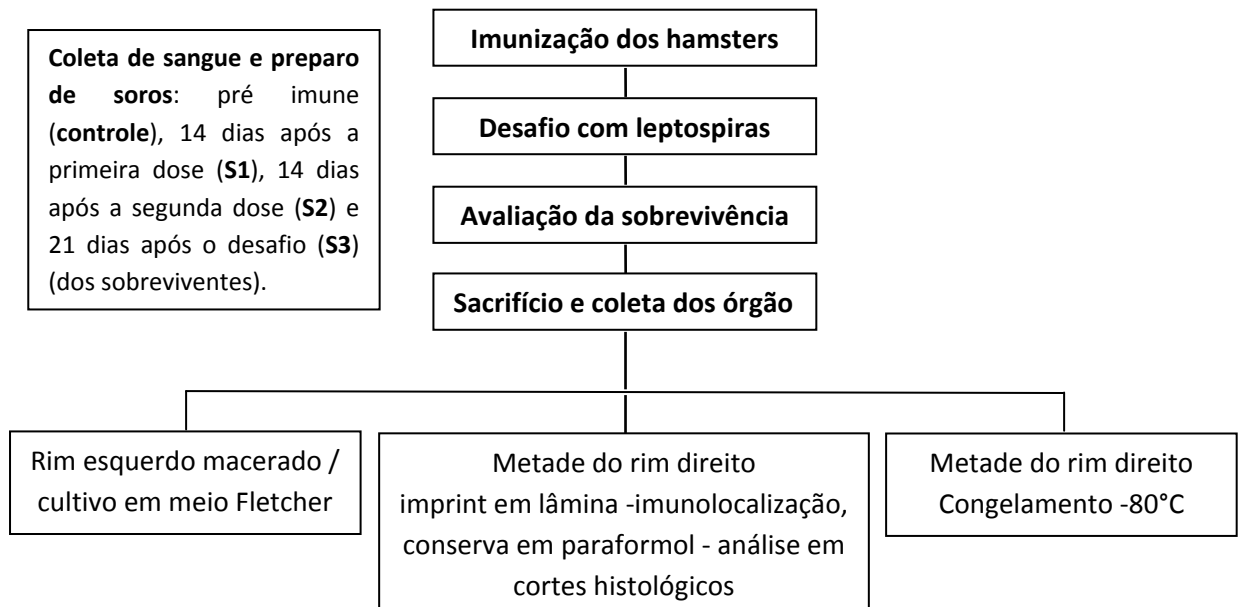 Coleta de sangue e preparo
de soros: pré imune
(controle), 14 dias após a
primeira dose (S1), 14 dias
após a segunda dose (S2) e
21 dias após o desafio (S3)
(dos sobreviventes).
Imunização dos hamsters
Desafio com leptospiras
Avaliação da sobrevivência
Sacrifício e coleta dos órgão
Rim esquerdo macerado /
cultivo em meio Fletcher
Metade do rim direito
imprint em lâmina -imunolocalização,
conserva em paraformol - análise em
cortes histológicos
Metade do rim direito
Congelamento -80°C